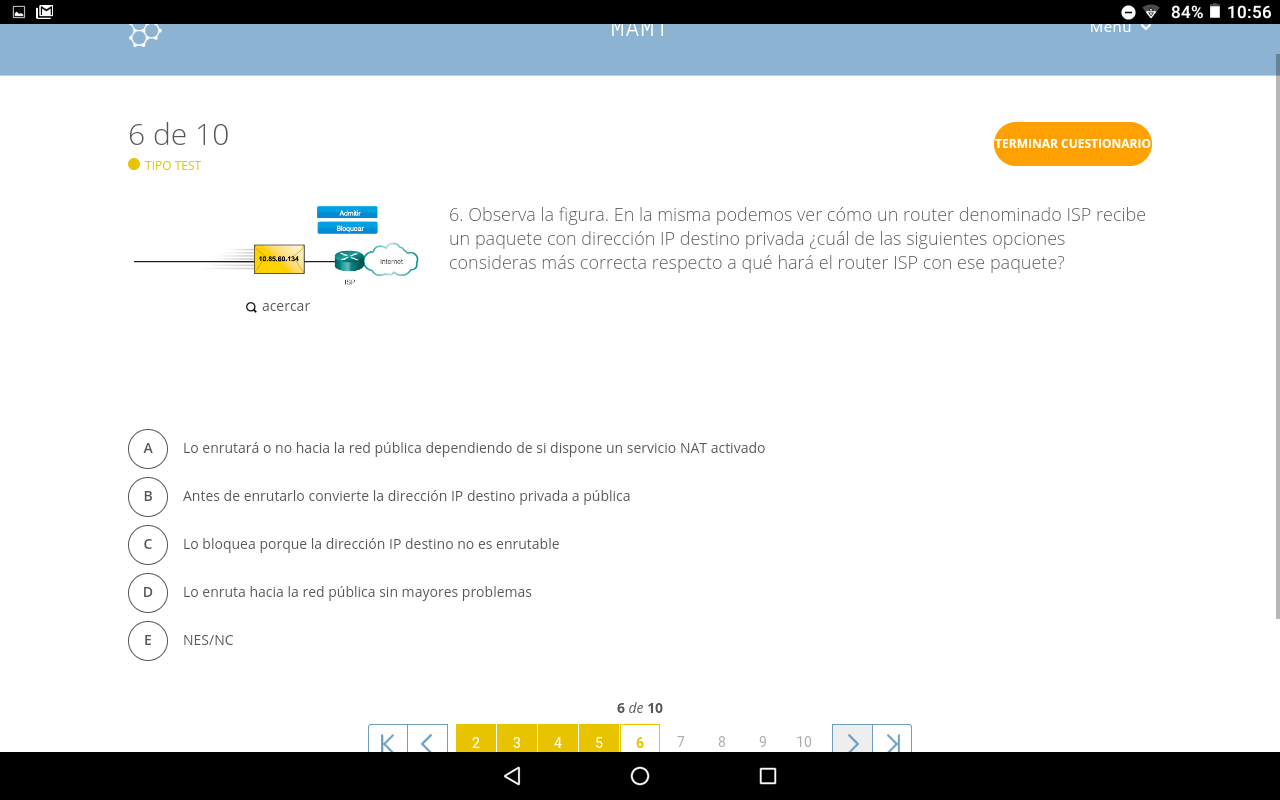 84% 10:56
MAMI
Menú
6 de 10
TIPO TEST
TERMINAR CUESTIONARIO
Admitir
Bloquear
10.85.60.134
Internet
ISP
acercar
6. Observa la figura. En la misma podemos ver cómo un router denominado ISP recibe
un paquete con dirección IP destino privada ¿cuál de las siguientes opciones
consideras más correcta respecto a qué hará el router ISP con ese paquete?
A Lo enrutará o no hacia la red pública dependiendo de si dispone un servicio NAT activado
B Antes de enrutarlo convierte la dirección IP destino privada a pública
C Lo bloquea porque la dirección IP destino no es enrutable
D Lo enruta hacia la red pública sin mayores problemas
E NES/NC
6 de 10
2 3 4 5 6 7 8 9 10